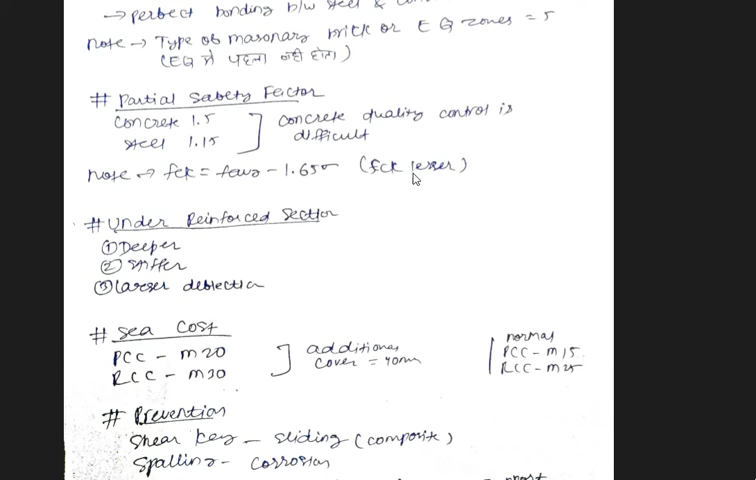 → perfect bonding b/w steel &
note → Type of masonary brick or EQ zones = 5
(EQ में पहला नहीं होता)
# Partial Safety Factor
Concrete 1.5 ] Concrete quality control is
steel 1.15 difficult
note → fck = favg - 1.65σ (fck lesser)
# Under Reinforced Section
① Deeper
② Stiffer
③ Larger deflection
# Sea Cost
PCC - M20 ] additional
RCC - M30 cover = 40mm
normal
PCC - M15
RCC - M25
# Prevention
Shear key - sliding (composite)
Spalling - Corrosion